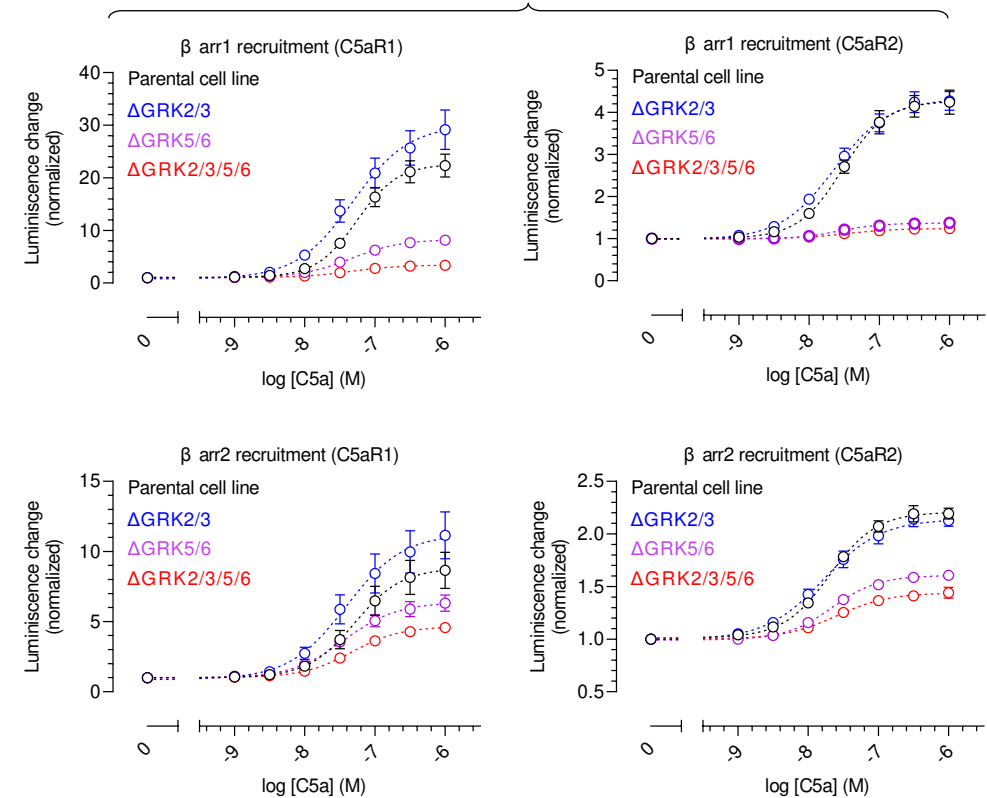 β arr1 recruitment (C5aR1)
40
30
20
10
0
Luminiscence change
(normalized)
Parental cell line
ΔGRK2/3
ΔGRK5/6
ΔGRK2/3/5/6
0
-9
-8
-7
-6
log [C5a] (M)
β arr1 recruitment (C5aR2)
5
4
3
2
1
0
Luminiscence change
(normalized)
Parental cell line
ΔGRK2/3
ΔGRK5/6
ΔGRK2/3/5/6
0
-9
-8
-7
-6
log [C5a] (M)
β arr2 recruitment (C5aR1)
15
10
5
0
Luminiscence change
(normalized)
Parental cell line
ΔGRK2/3
ΔGRK5/6
ΔGRK2/3/5/6
0
-9
-8
-7
-6
log [C5a] (M)
β arr2 recruitment (C5aR2)
2.5
2.0
1.5
1.0
0.5
Luminiscence change
(normalized)
Parental cell line
ΔGRK2/3
ΔGRK5/6
ΔGRK2/3/5/6
0
-9
-8
-7
-6
log [C5a] (M)